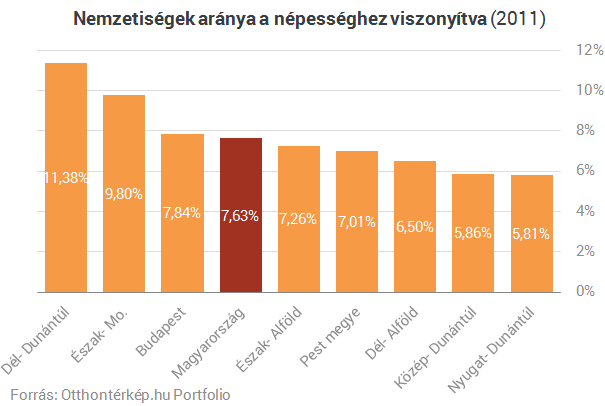 Nemzetiségek aránya a népességhez viszonyítva (2011)
12%
10%
8%
6%
4%
2%
0%
11,38%
9,80%
7,84%
7,63%
7,26%
7,01%
6,50%
5,86%
5,81%
Dél- Dunántúl
Észak- Mo.
Budapest
Magyarország
Észak- Alföld
Pest megye
Dél- Alföld
Közép- Dunántúl
Nyugat- Dunántúl
Forrás: Otthontérkép.hu Portfolio